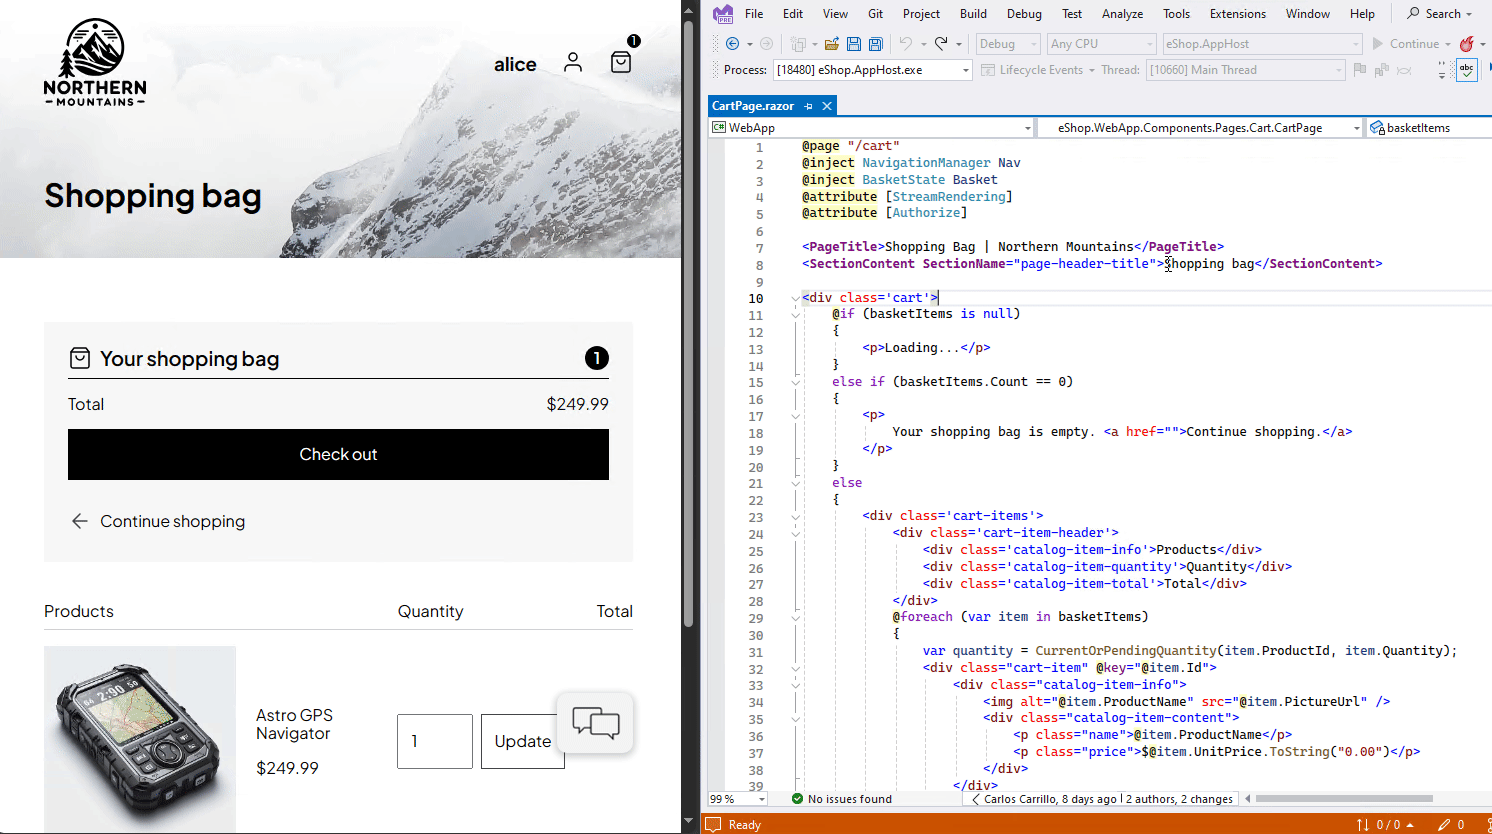 NORTHERN
MOUNTAINS
alice
1
Shopping bag
Your shopping bag
1
Total
$249.99
Check out
Continue shopping
Products
Quantity
Total
2:90
50
Astro GPS
Navigator
$249.99
1
Update
File Edit View Git Project Build Debug Test Analyze Tools Extensions Window Help Search
PRE
Debug Any CPU eShop.AppHost Continue
Process: [18480] eShop.AppHost.exe Lifecycle Events Thread: [10660] Main Thread
abc
CartPage.razor
C# WebApp eShop.WebApp.Components.Pages.Cart.CartPage basketItems
1 @page "/cart"
2 @inject NavigationManager Nav
3 @inject BasketState Basket
4 @attribute [StreamRendering]
5 @attribute [Authorize]
6
7 <PageTitle>Shopping Bag | Northern Mountains</PageTitle>
8 <SectionContent SectionName="page-header-title">Shopping bag</SectionContent>
9
10 <div class='cart'>
11 @if (basketItems is null)
12 {
13 <p>Loading...</p>
14 }
15 else if (basketItems.Count == 0)
16 {
17 <p>
18 Your shopping bag is empty. <a href="">Continue shopping.</a>
19 </p>
20 }
21 else
22 {
23 <div class='cart-items'>
24 <div class='cart-item-header'>
25 <div class='catalog-item-info'>Products</div>
26 <div class='catalog-item-quantity'>Quantity</div>
27 <div class='catalog-item-total'>Total</div>
28 </div>
29 @foreach (var item in basketItems)
30 {
31 var quantity = CurrentOrPendingQuantity(item.ProductId, item.Quantity);
32 <div class="cart-item" @key="@item.Id">
33 <div class="catalog-item-info">
34 <img alt="@item.ProductName" src="@item.PictureUrl" />
35 <div class="catalog-item-content">
36 <p class="name">@item.ProductName</p>
37 <p class="price">$@item.UnitPrice.ToString("0.00")</p>
38 </div>
39 </div>
99 % No issues found Carlos Carrillo, 8 days ago | 2 authors, 2 changes
Ready 0 / 0 0